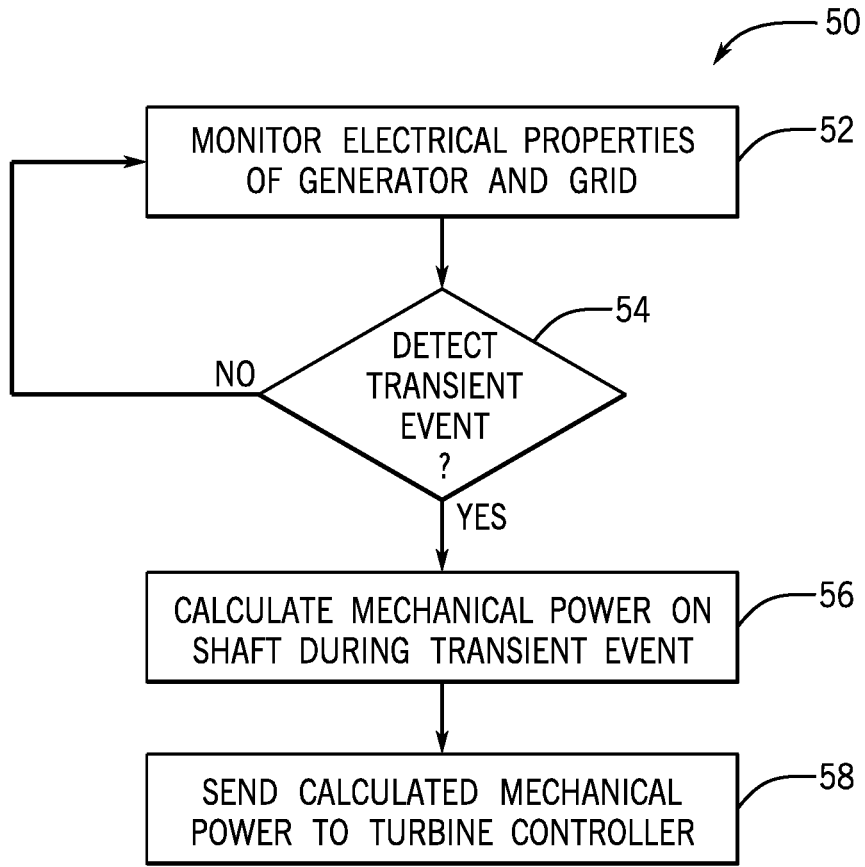 50
MONITOR ELECTRICAL PROPERTIES
OF GENERATOR AND GRID
52
DETECT
TRANSIENT
EVENT
?
54
NO
YES
CALCULATE MECHANICAL POWER ON
SHAFT DURING TRANSIENT EVENT
56
SEND CALCULATED MECHANICAL
POWER TO TURBINE CONTROLLER
58